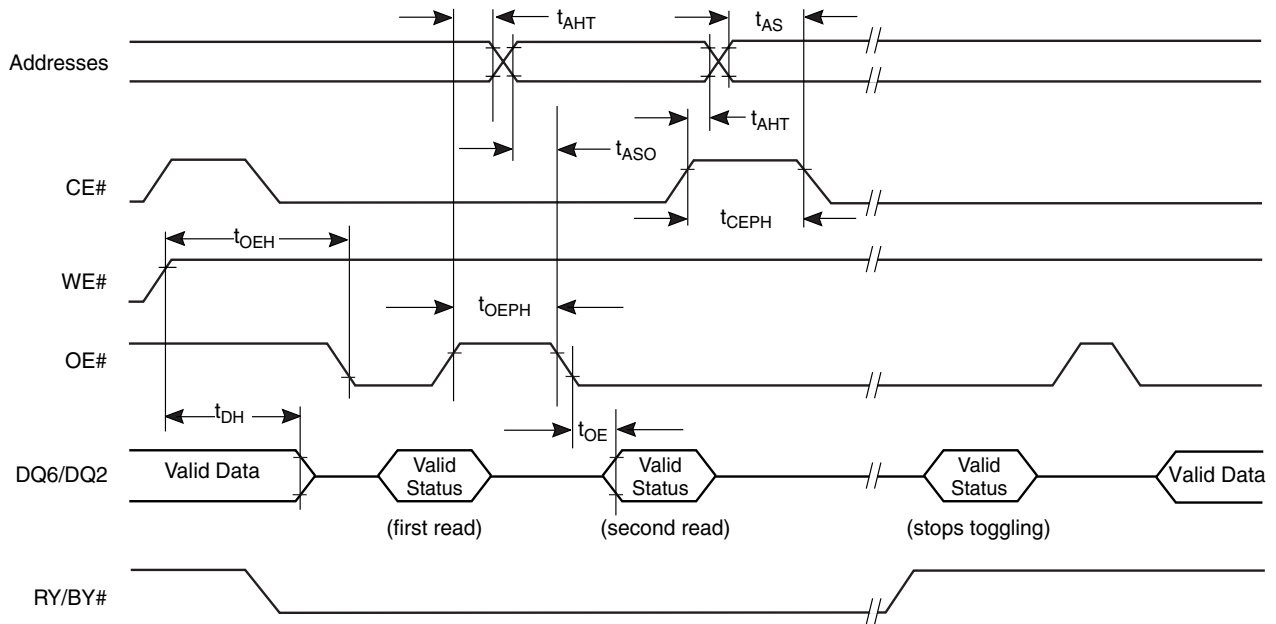 tAHT
tAS
Addresses
tAHT
tASO
CE#
tCEPH
tOEH
WE#
tOEPH
OE#
tDH
tOE
DQ6/DQ2
Valid Data
Valid
Status
Valid
Status
Valid
Status
Valid Data
(first read)
(second read)
(stops toggling)
RY/BY#